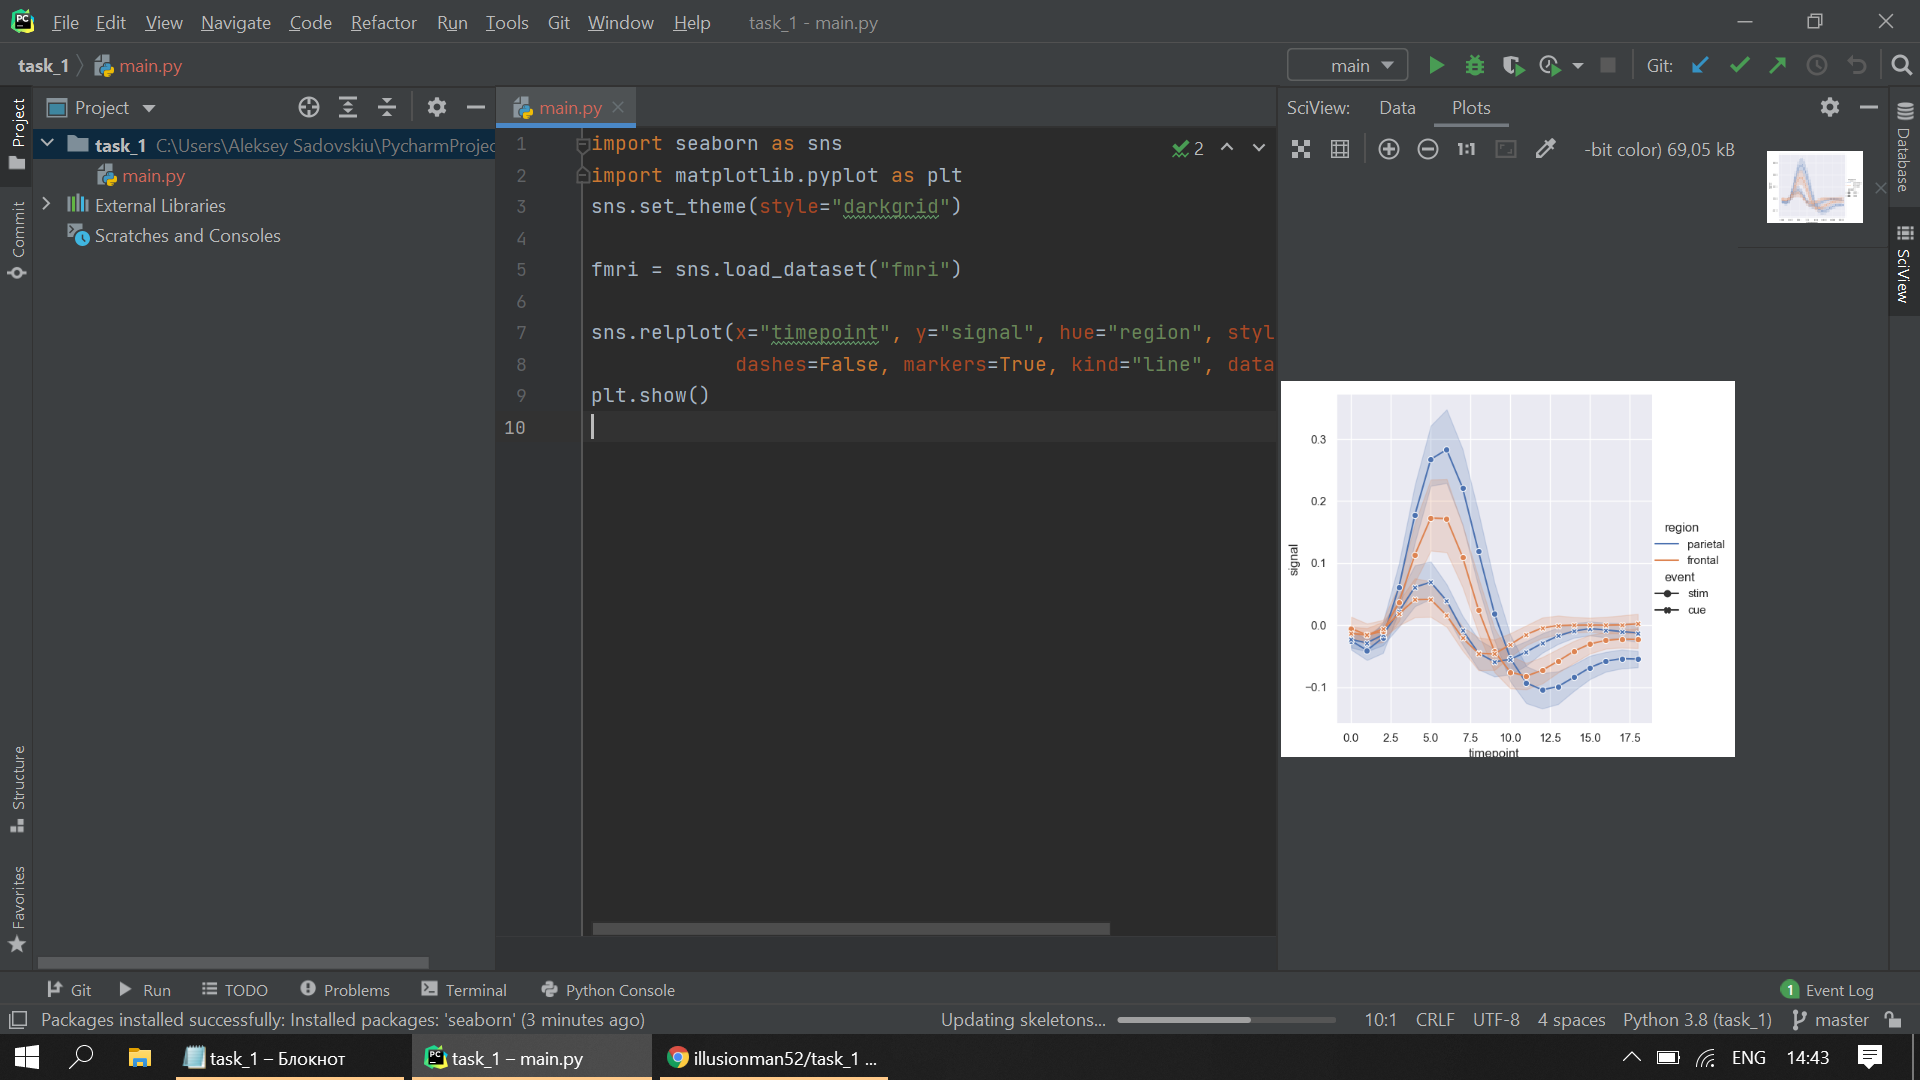 File Edit View Navigate Code Refactor Run Tools Git Window Help task_1 - main.py
task_1 main.py
main
Git:
Project
SciView: Data Plots
main.py
task_1 C:\Users\Aleksey Sadovskiu\PycharmProjec
main.py
External Libraries
Scratches and Consoles
Project
Commit
Structure
Favorites
1 import seaborn as sns
2 import matplotlib.pyplot as plt
3 sns.set_theme(style="darkgrid")
4
5 fmri = sns.load_dataset("fmri")
6
7 sns.relplot(x="timepoint", y="signal", hue="region", styl
8 dashes=False, markers=True, kind="line", data
9 plt.show()
10
2
1:1
-bit color) 69,05 kB
Database
SciView
0.3
0.2
0.1
0.0
−0.1
signal
0.0 2.5 5.0 7.5 10.0 12.5 15.0 17.5
timepoint
region
parietal
frontal
event
stim
cue
Git Run TODO Problems Terminal Python Console
1 Event Log
Packages installed successfully: Installed packages: 'seaborn' (3 minutes ago)
Updating skeletons... 10:1 CRLF UTF-8 4 spaces Python 3.8 (task_1) master
task_1 – Блокнот
PC task_1 – main.py
illusionman52/task_1 ...
ENG 14:43